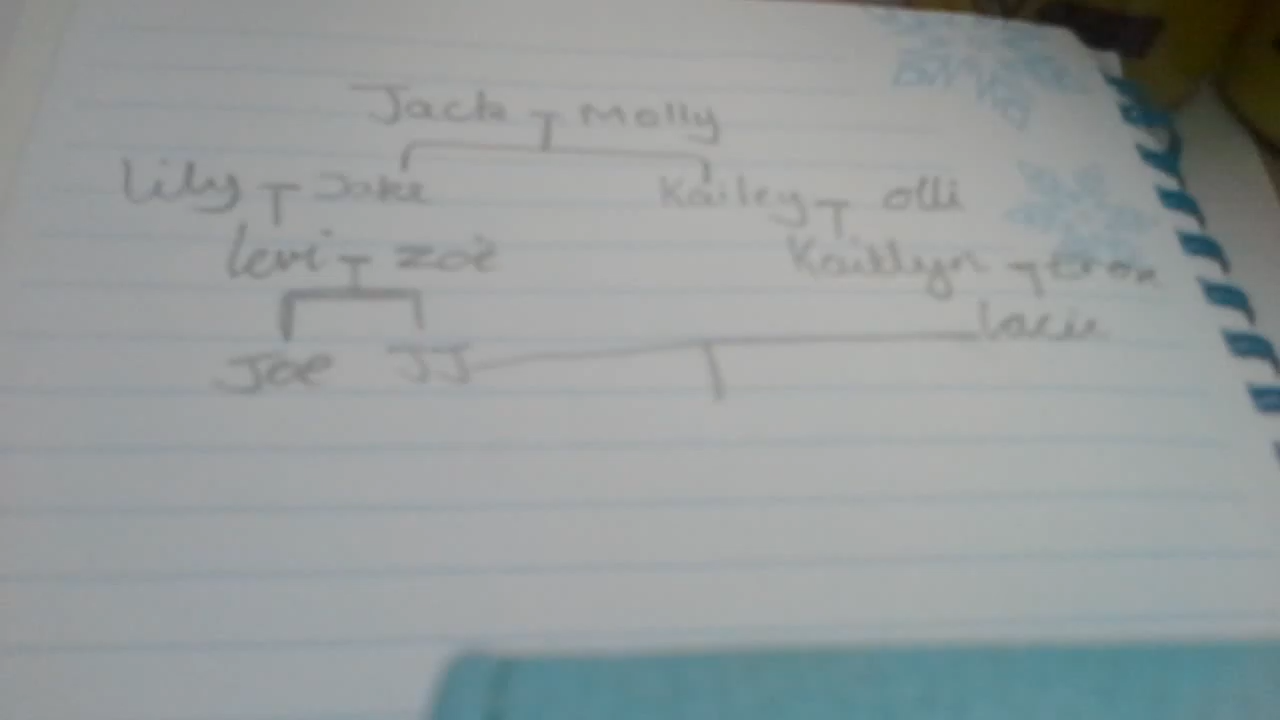 Jack Molly
Lily Jake Kailey olli
Levi Zoë Kaitlyn
Joe JJ Lacie